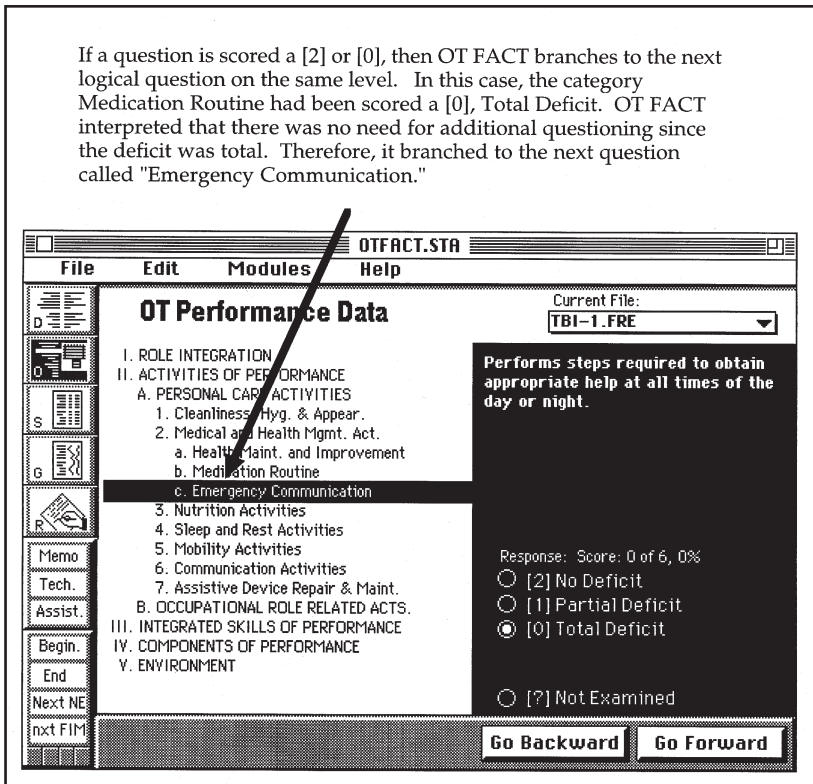 If a question is scored a [2] or [0], then OT FACT branches to the next
logical question on the same level. In this case, the category
Medication Routine had been scored a [0], Total Deficit. OT FACT
interpreted that there was no need for additional questioning since
the deficit was total. Therefore, it branched to the next question
called "Emergency Communication."
OTFACT.STA
File Edit Modules Help
D
O
S
G
R
Memo
Tech.
Assist.
Begin.
End
Next NE
nxt FIM
OT Performance Data
Current File:
TBI-1.FRE
I. ROLE INTEGRATION
II. ACTIVITIES OF PERFORMANCE
A. PERSONAL CARE ACTIVITIES
1. Cleanliness, Hyg. & Appear.
2. Medical and Health Mgmt. Act.
a. Health Maint. and Improvement
b. Medication Routine
c. Emergency Communication
3. Nutrition Activities
4. Sleep and Rest Activities
5. Mobility Activities
6. Communication Activities
7. Assistive Device Repair & Maint.
B. OCCUPATIONAL ROLE RELATED ACTS.
III. INTEGRATED SKILLS OF PERFORMANCE
IV. COMPONENTS OF PERFORMANCE
V. ENVIRONMENT
Performs steps required to obtain
appropriate help at all times of the
day or night.
Response: Score: 0 of 6, 0%
[2] No Deficit
[1] Partial Deficit
[0] Total Deficit
[?] Not Examined
Go Backward Go Forward